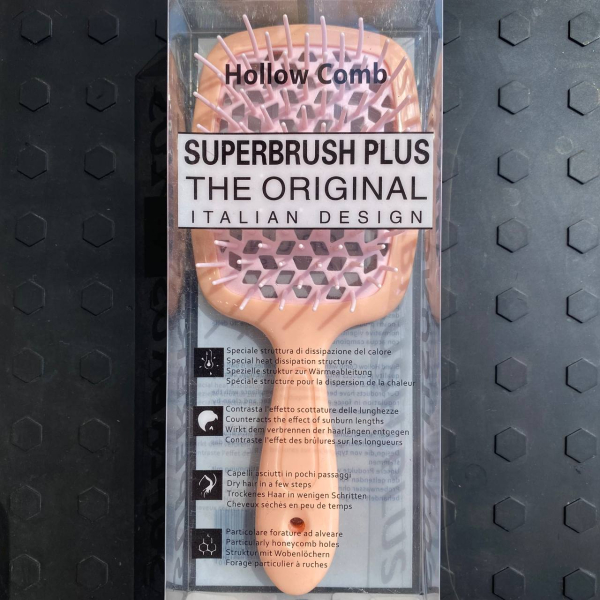 Hollow Comb
SUPERBRUSH PLUS
THE ORIGINAL
ITALIAN DESIGN
Speciale struttura di dissipazione del calore
Special heat dissipation structure
Spezielle struktur zur Wärmeableitung
Spéciale structure pour la dispersion de la chaleur
Contrasta l'effetto scottature delle lunghezze
Counteracts the effect of sunburn lengths
Wirkt dem verbrennen der haarlängen entgegen
Contraste l'effet des brûlures sur les longueurs
Capelli asciutti in pochi passaggi
Dry hair in a few steps
Trockenes Haar in wenigen Schritten
Cheveux séchés en peu de temps
Particolare forature ad alveare
Particularly honeycomb holes
Struktur mit Wobenlöchern
Forage particulier à ruches